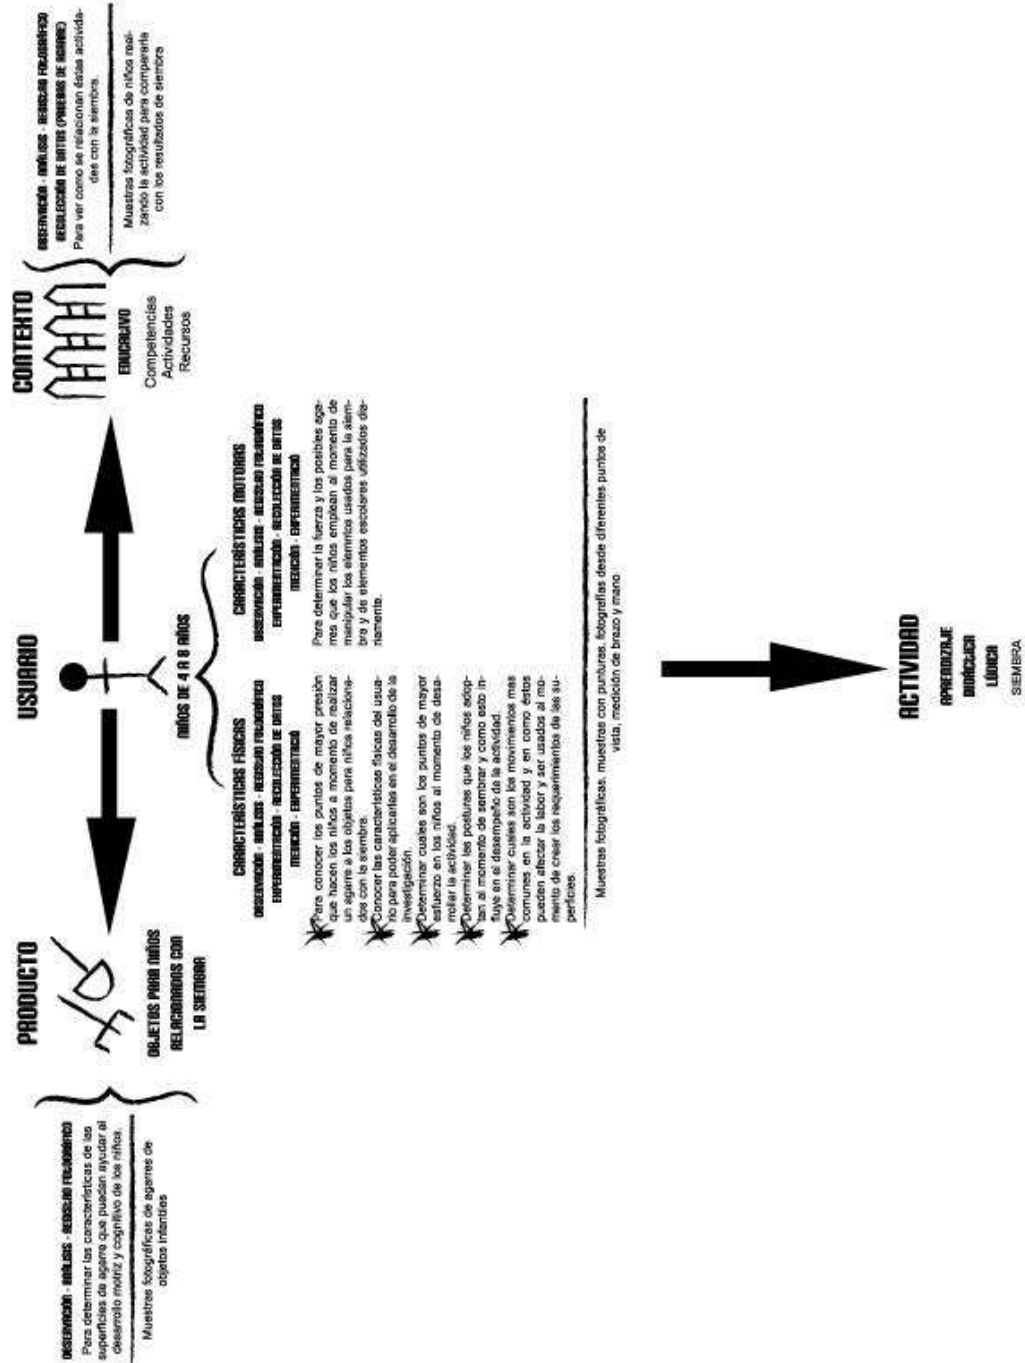 PRODUCTO
OBJETOS PARA NIÑOS
RELACIONADOS CON
LA SIEMBRA
OBSERVACIÓN - ANÁLISIS - REGISTRO FOTOGRÁFICO
Para determinar las características de las
superficies de agarre que puedan ayudar al
desarrollo motriz y cognitivo de los niños.
Muestras fotográficas de agarres de
objetos infantiles
USUARIO
NIÑOS DE 4 A 8 AÑOS
CARACTERÍSTICAS FÍSICAS
OBSERVACIÓN - ANÁLISIS - REGISTRO FOTOGRÁFICO
EXPERIMENTACIÓN - RECOLECCIÓN DE DATOS
MEDICIÓN - EXPERIMENTACIÓ
Para conocer los puntos de mayor presión
que hacen los niños a momento de realizar
un agarre a los objetos para niños relaciona-
dos con la siembra.
Conocer las características físicas del usua-
rio para poder aplicarlas en el desarrollo de la
investigación.
Determinar cuales son los puntos de mayor
esfuerzo en los niños al momento de desa-
rrollar la actividad.
Determinar las posturas que los niños adop-
tan al momento de sembrar y como esto in-
fluye en el desempeño de la actividad.
Determinar cuales son los movimientos mas
comunes en la actividad y en como éstos
pueden afectar la labor y ser usados al mo-
mento de crear los requerimientos de las su-
perficies.
CARACTERÍSTICAS MOTORAS
OBSERVACIÓN - ANÁLISIS - REGISTRO FOTOGRÁFICO
EXPERIMENTACIÓN - RECOLECCIÓN DE DATOS
MEDICIÓN - EXPERIMENTACIÓ
Para determinar la fuerza y los posibles aga-
rres que los niños emplean al momento de
manipular los elemntos usados para la siem-
bra y de elementos escolares utilizados dia-
riamente.
Muestras fotográficas, muestras con punturas, fotografías desde diferentes puntos de
vista, medición de brazo y mano
CONTEXTO
EDUCATIVO
Competencias
Actividades
Recursos
OBSERVACIÓN - ANÁLISIS - REGISTRO FOTOGRÁFICO
RECOLECCIÓN DE DATOS (PRUEBAS DE AGARRE)
Para ver como se relacionan éstas activida-
des con la siembra.
Muestras fotográficas de niños reali-
zando la actividad para compararla
con los resultados de siembra
ACTIVIDAD
APRENDIZAJE
DIDÁCTICA
LÚDICA
SIEMBRA